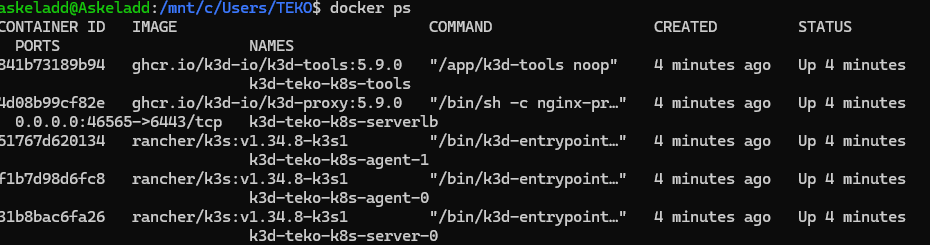 askeladd@Askeladd:/mnt/c/Users/TEKO$ docker ps
CONTAINER ID   IMAGE                            COMMAND                  CREATED         STATUS
  PORTS                     NAMES
841b73189b94   ghcr.io/k3d-io/k3d-tools:5.9.0   "/app/k3d-tools noop"    4 minutes ago   Up 4 minutes
                            k3d-teko-k8s-tools
4d08b99cf82e   ghcr.io/k3d-io/k3d-proxy:5.9.0   "/bin/sh -c nginx-pr…"   4 minutes ago   Up 4 minutes
  0.0.0.0:46565->6443/tcp   k3d-teko-k8s-serverlb
51767d620134   rancher/k3s:v1.34.8-k3s1         "/bin/k3d-entrypoint…"   4 minutes ago   Up 4 minutes
                            k3d-teko-k8s-agent-1
f1b7d98d6fc8   rancher/k3s:v1.34.8-k3s1         "/bin/k3d-entrypoint…"   4 minutes ago   Up 4 minutes
                            k3d-teko-k8s-agent-0
31b8bac6fa26   rancher/k3s:v1.34.8-k3s1         "/bin/k3d-entrypoint…"   4 minutes ago   Up 4 minutes
                            k3d-teko-k8s-server-0